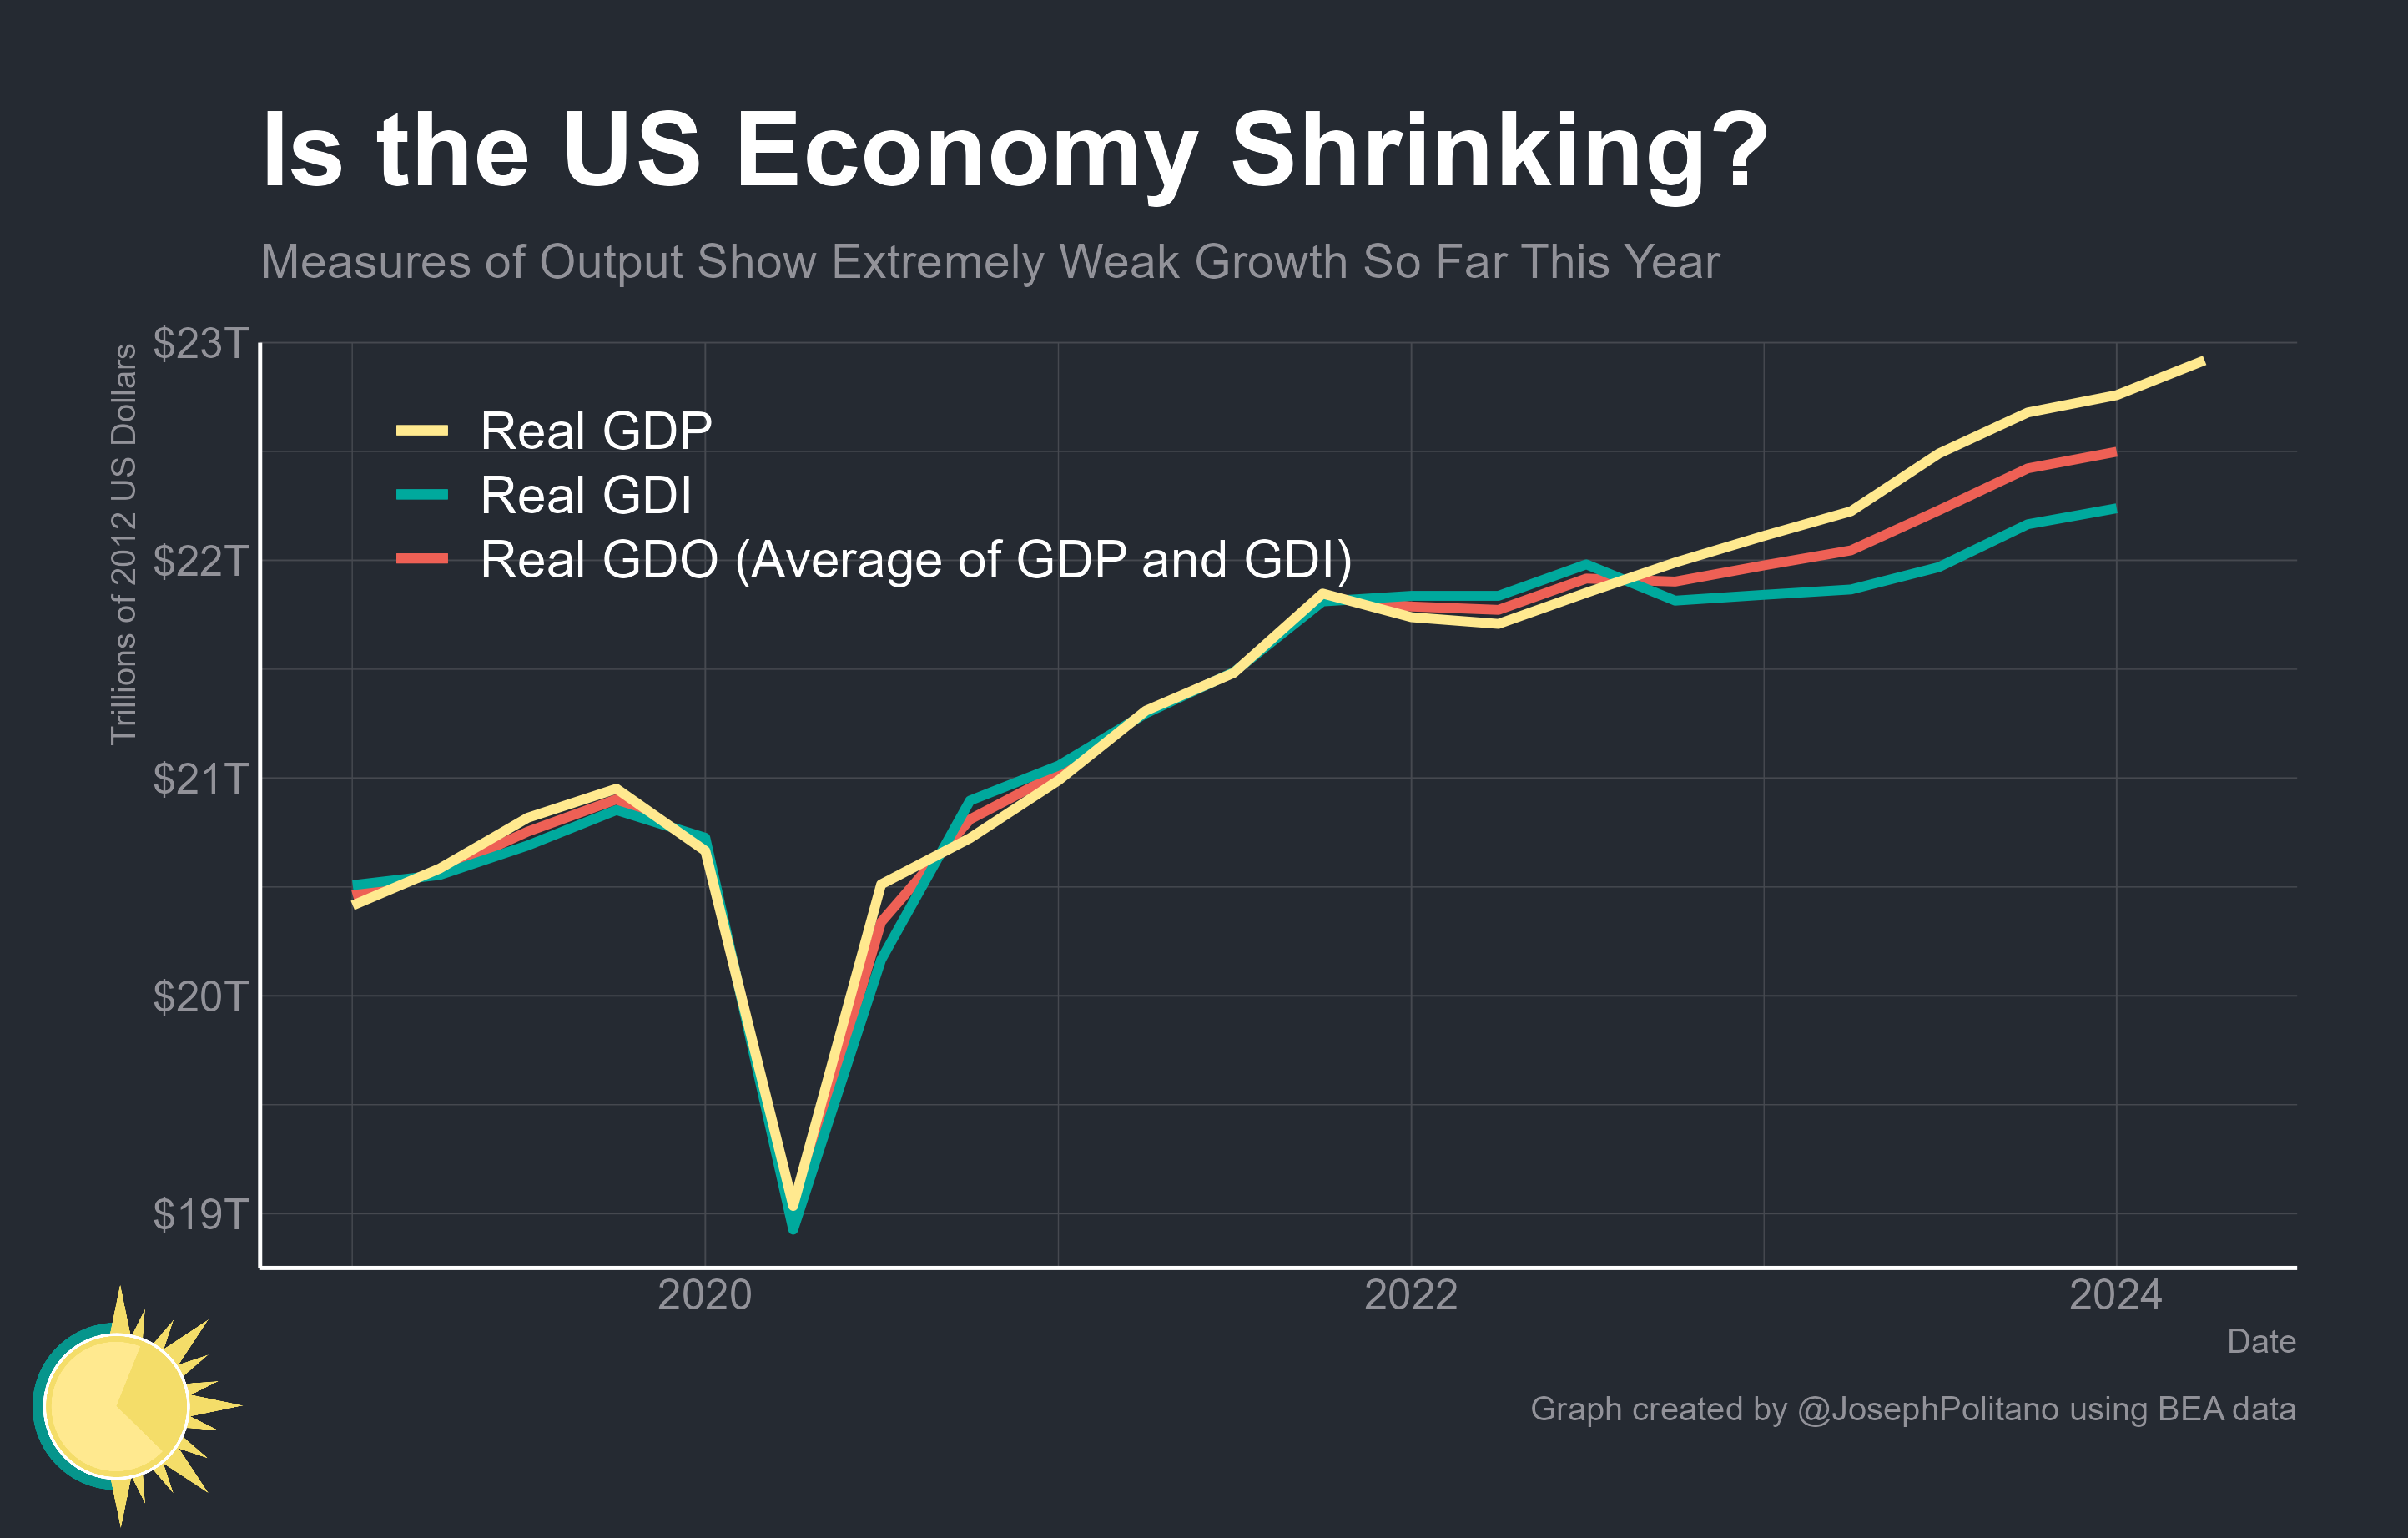 Is the US Economy Shrinking?
Measures of Output Show Extremely Weak Growth So Far This Year
Trillions of 2012 US Dollars
$23T
$22T
$21T
$20T
$19T
Real GDP
Real GDI
Real GDO (Average of GDP and GDI)
2020
2022
2024
Date
Graph created by @JosephPolitano using BEA data